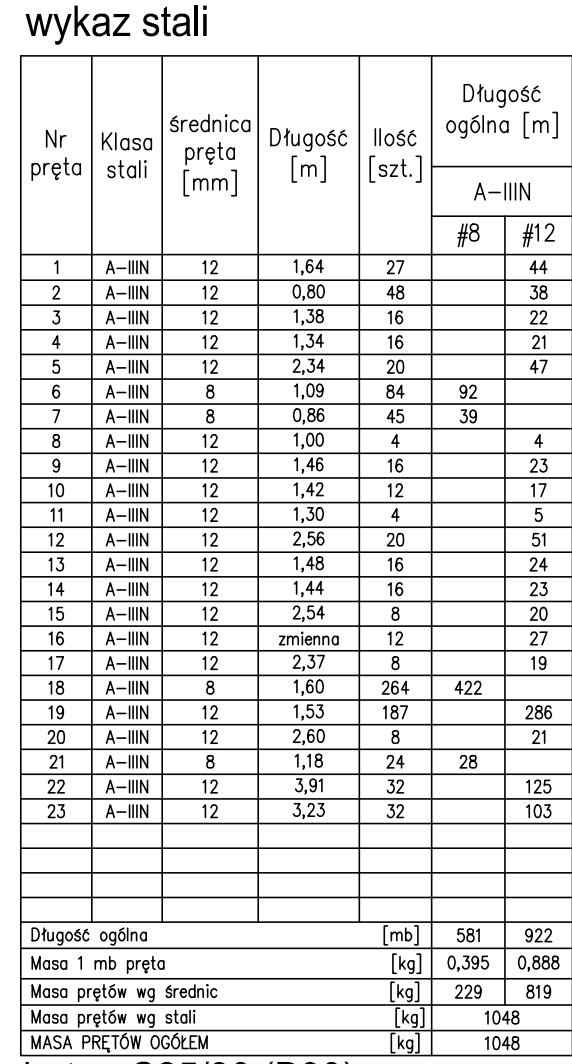 wykaz stali
Nr pręta Klasa stali średnica pręta [mm] Długość [m] Ilość [szt.] Długość ogólna [m]
A-IIIN
#8 #12
1 A-IIIN 12 1,64 27 44
2 A-IIIN 12 0,80 48 38
3 A-IIIN 12 1,38 16 22
4 A-IIIN 12 1,34 16 21
5 A-IIIN 12 2,34 20 47
6 A-IIIN 8 1,09 84 92
7 A-IIIN 8 0,86 45 39
8 A-IIIN 12 1,00 4 4
9 A-IIIN 12 1,46 16 23
10 A-IIIN 12 1,42 12 17
11 A-IIIN 12 1,30 4 5
12 A-IIIN 12 2,56 20 51
13 A-IIIN 12 1,48 16 24
14 A-IIIN 12 1,44 16 23
15 A-IIIN 12 2,54 8 20
16 A-IIIN 12 zmienna 12 27
17 A-IIIN 12 2,37 8 19
18 A-IIIN 8 1,60 264 422
19 A-IIIN 12 1,53 187 286
20 A-IIIN 12 2,60 8 21
21 A-IIIN 8 1,18 24 28
22 A-IIIN 12 3,91 32 125
23 A-IIIN 12 3,23 32 103
Długość ogólna [mb] 581 922
Masa 1 mb pręta [kg] 0,395 0,888
Masa prętów wg średnic [kg] 229 819
Masa prętów wg stali [kg] 1048
MASA PRĘTÓW OGÓŁEM [kg] 1048